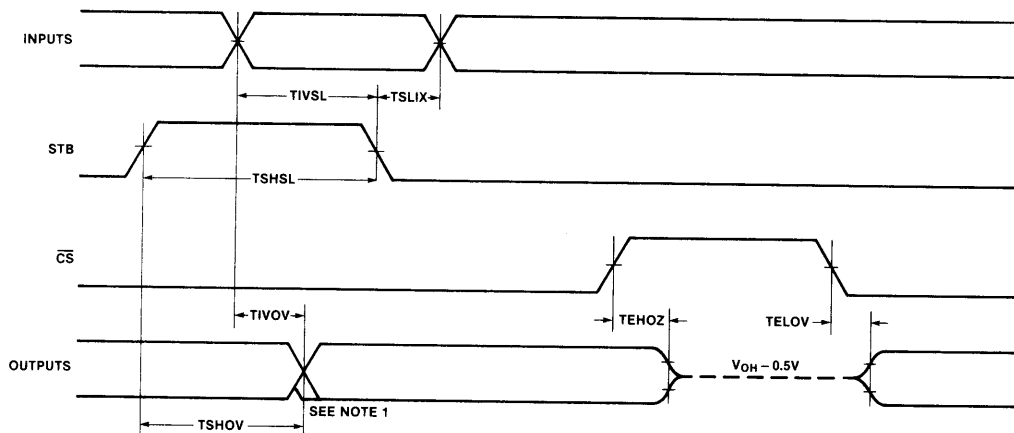 INPUTS
TIVSL
TSLIX
STB
TSHSL
CS
TIVOV
TEHOZ
TELOV
OUTPUTS
VOH – 0.5V
SEE NOTE 1
TSHOV